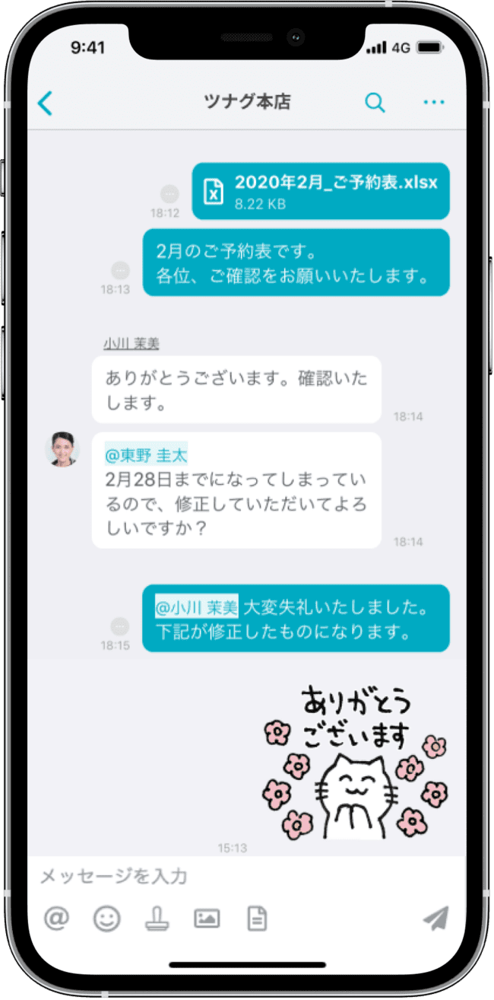 9:41
4G
ツナグ本店
2020年2月_ご予約表.xlsx
8.22 KB
18:12
2月のご予約表です。
各位、ご確認をお願いいたします。
18:13
小川 茉美
ありがとうございます。確認いた
します。
18:14
@東野 圭太
2月28日までになってしまってい
るので、修正していただいてよろ
しいですか？
18:14
@小川 茉美 大変失礼いたしました。
下記が修正したものになります。
18:15
ありがとう
ございます
15:13
メッセージを入力